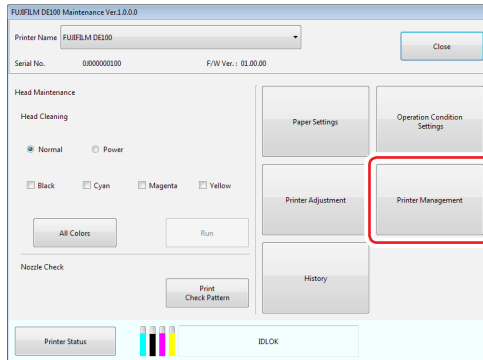 FUJIFILM DE100 Maintenance Ver.1.0.0.0
Printer Name FUJIFILM DE100
Close
Serial No. 0J000000100 F/W Ver. : 01.00.00
Head Maintenance
Head Cleaning
Normal Power
Black Cyan Magenta Yellow
All Colors Run
Nozzle Check
Print
Check Pattern
Paper Settings
Operation Condition
Settings
Printer Adjustment
Printer Management
History
Printer Status
IDLOK